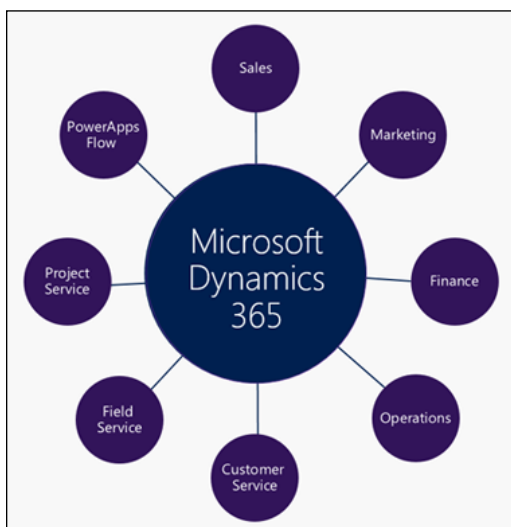 Sales
PowerApps
Flow
Marketing
Microsoft
Dynamics
365
Project
Service
Finance
Field
Service
Operations
Customer
Service